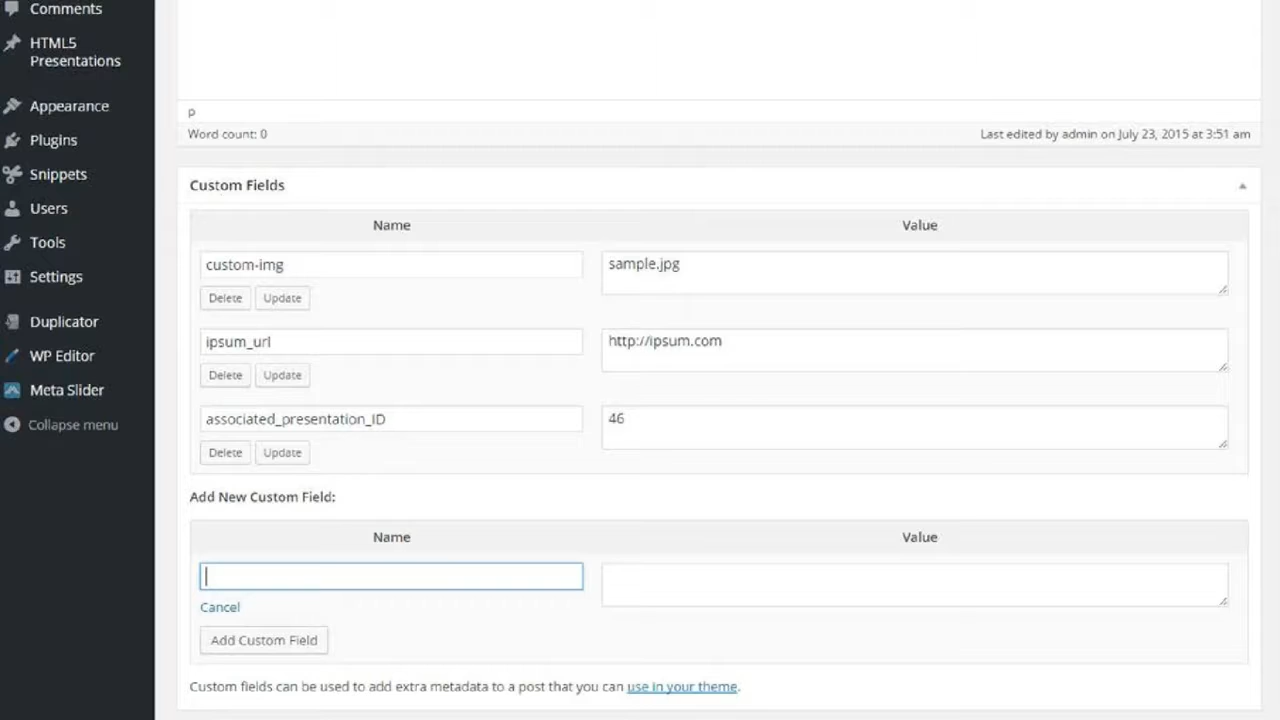 Comments
HTML5
Presentations
Appearance
Plugins
Snippets
Users
Tools
Settings
Duplicator
WP Editor
Meta Slider
Collapse menu
p
Word count: 0
Last edited by admin on July 23, 2015 at 3:51 am
Custom Fields
Name Value
custom-img sample.jpg
Delete Update
ipsum_url http://ipsum.com
Delete Update
associated_presentation_ID 46
Delete Update
Add New Custom Field:
Name Value
Cancel
Add Custom Field
Custom fields can be used to add extra metadata to a post that you can use in your theme.